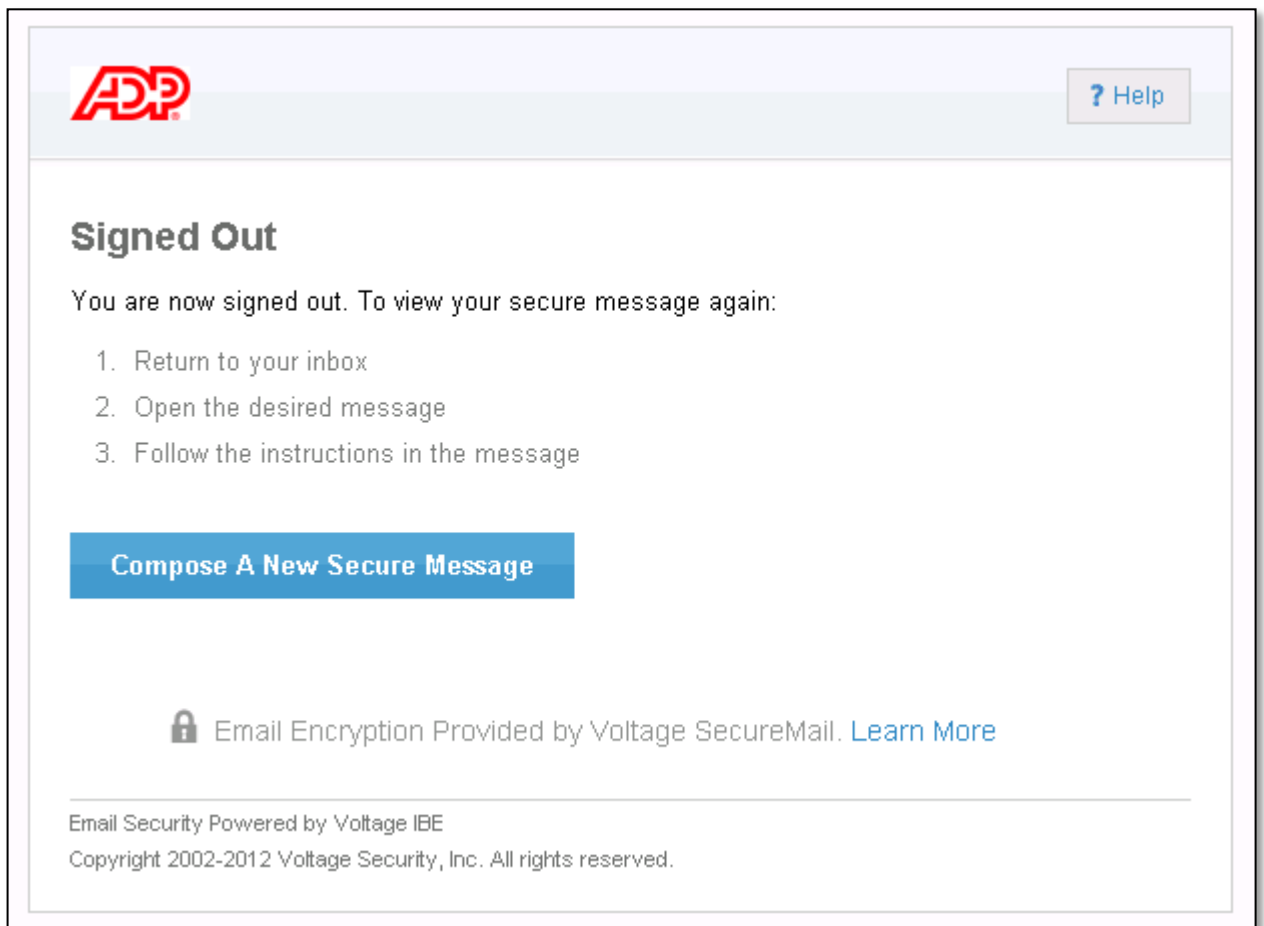 ADP
? Help
Signed Out
You are now signed out. To view your secure message again:
1. Return to your inbox
2. Open the desired message
3. Follow the instructions in the message
Compose A New Secure Message
Email Encryption Provided by Voltage SecureMail. Learn More
Email Security Powered by Voltage IBE
Copyright 2002-2012 Voltage Security, Inc. All rights reserved.